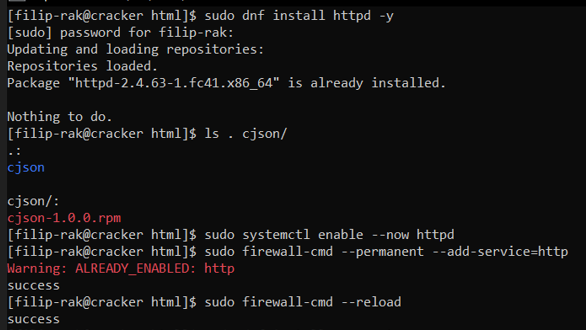 [filip-rak@cracker html]$ sudo dnf install httpd -y
[sudo] password for filip-rak:
Updating and loading repositories:
Repositories loaded.
Package "httpd-2.4.63-1.fc41.x86_64" is already installed.

Nothing to do.
[filip-rak@cracker html]$ ls . cjson/
.:
cjson

cjson/:
cjson-1.0.0.rpm
[filip-rak@cracker html]$ sudo systemctl enable --now httpd
[filip-rak@cracker html]$ sudo firewall-cmd --permanent --add-service=http
Warning: ALREADY_ENABLED: http
success
[filip-rak@cracker html]$ sudo firewall-cmd --reload
success